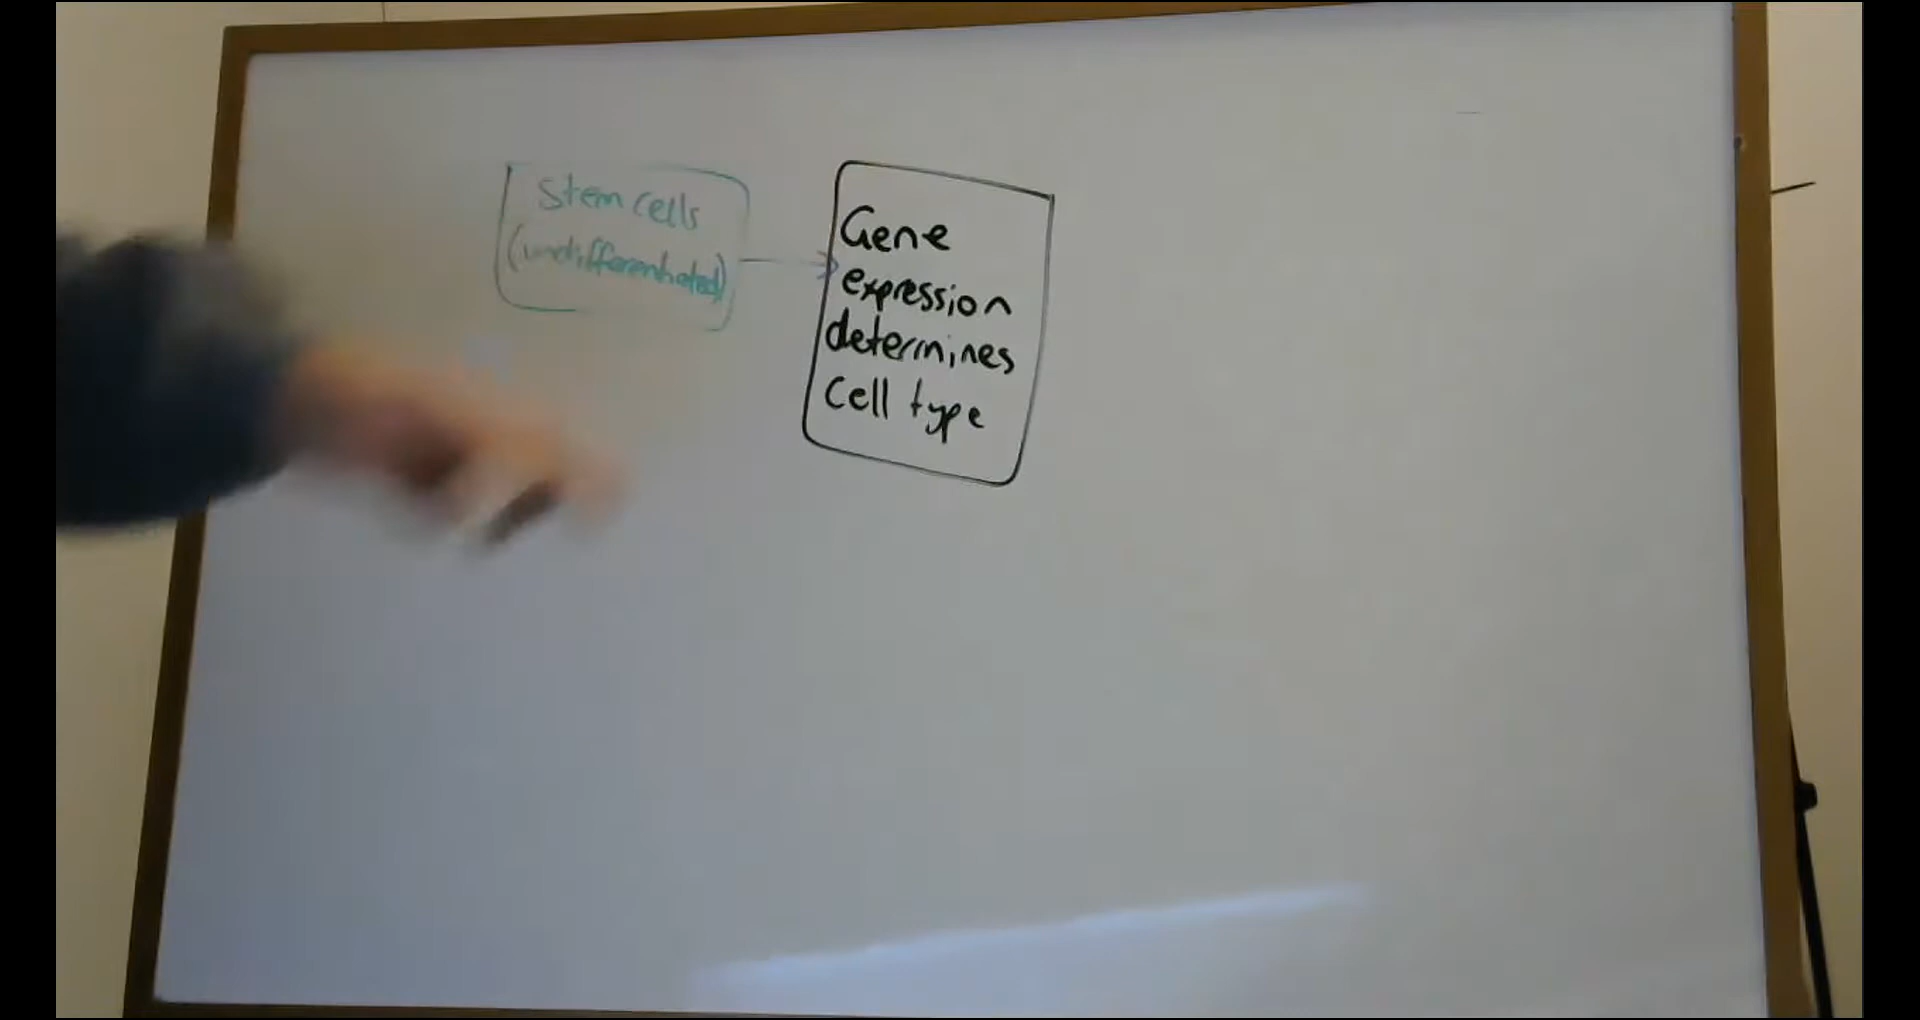 Stem cells
(undifferentiated)
Gene
expression
determines
Cell type